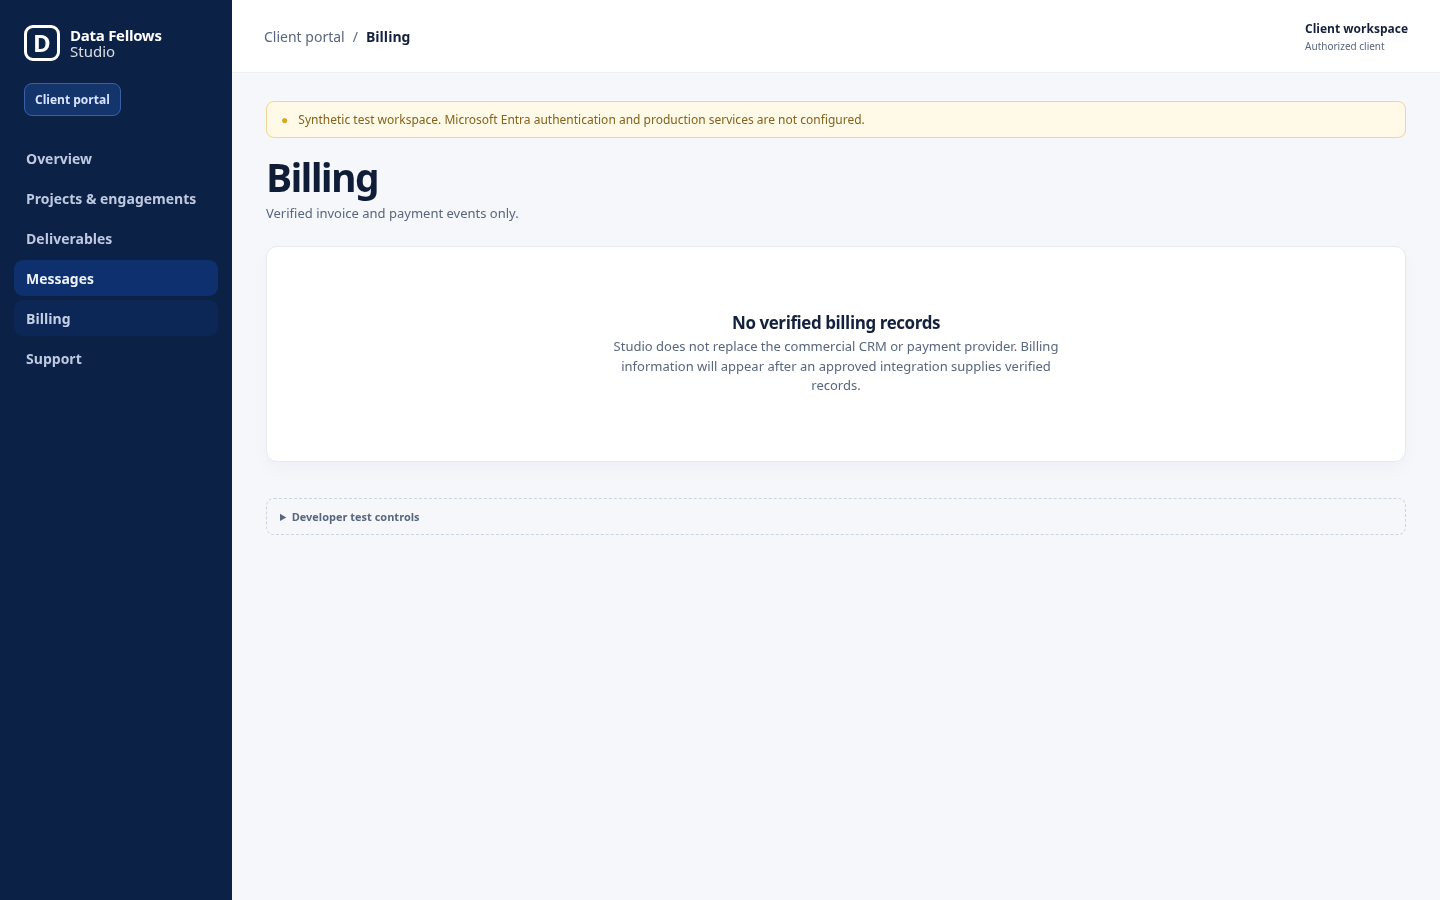 D
Data Fellows
Studio
Client portal
Overview
Projects & engagements
Deliverables
Messages
Billing
Support
Client portal / Billing
Client workspace
Authorized client
Synthetic test workspace. Microsoft Entra authentication and production services are not configured.
Billing
Verified invoice and payment events only.
No verified billing records
Studio does not replace the commercial CRM or payment provider. Billing
information will appear after an approved integration supplies verified
records.
Developer test controls